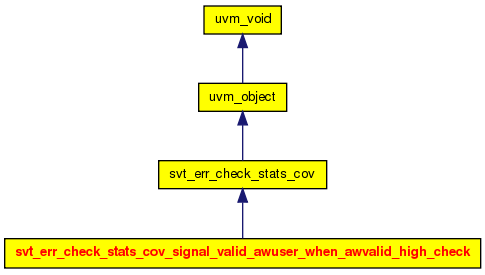 uvm_void
uvm_object
svt_err_check_stats_cov
svt_err_check_stats_cov_signal_valid_awuser_when_awvalid_high_check